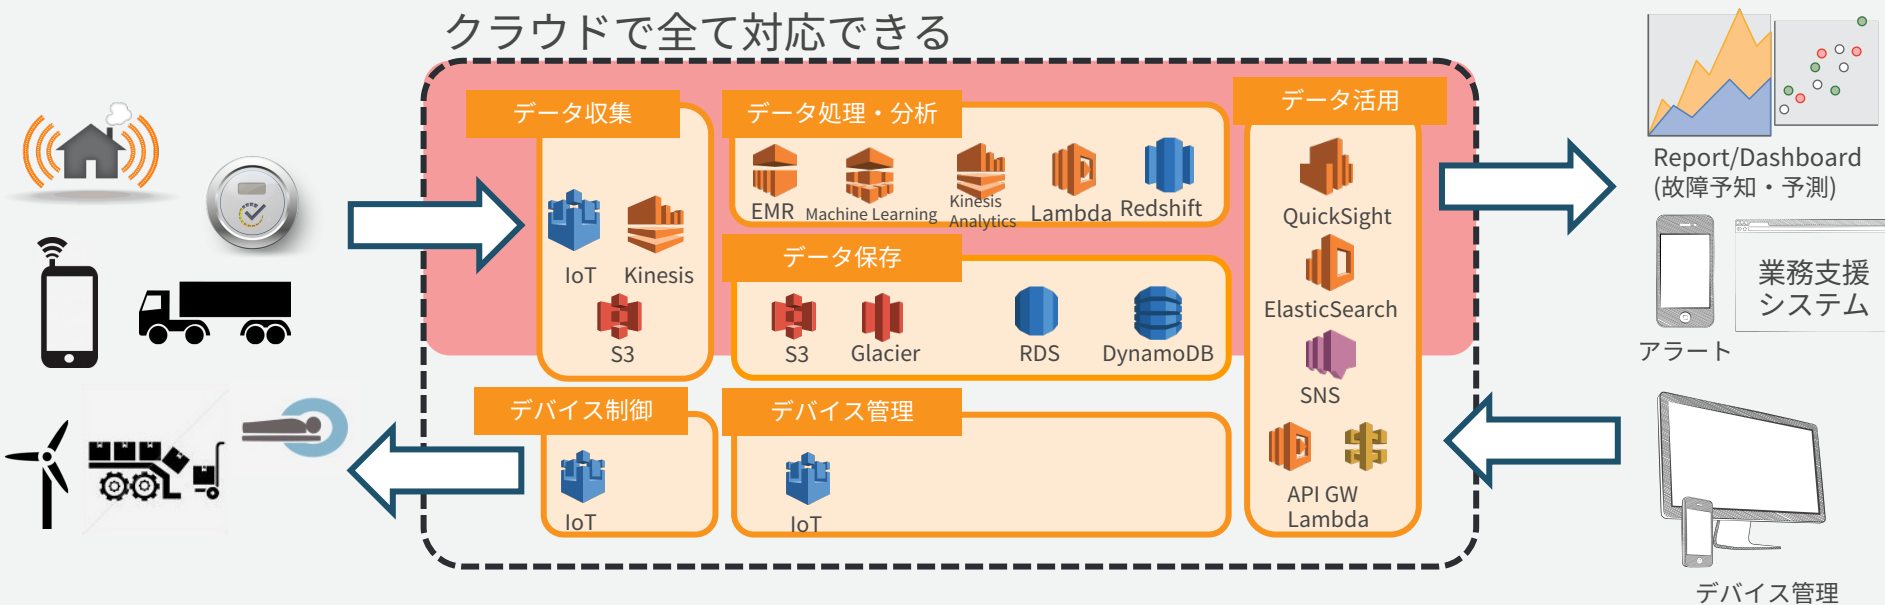 クラウドで全て対応できる
データ収集
IoT
Kinesis
S3
データ処理・分析
EMR
Machine Learning
Kinesis
Analytics
Lambda
Redshift
データ保存
S3
Glacier
RDS
DynamoDB
データ活用
QuickSight
ElasticSearch
SNS
API GW
Lambda
デバイス制御
IoT
デバイス管理
IoT
Report/Dashboard
(故障予知・予測)
業務支援
システム
アラート
デバイス管理